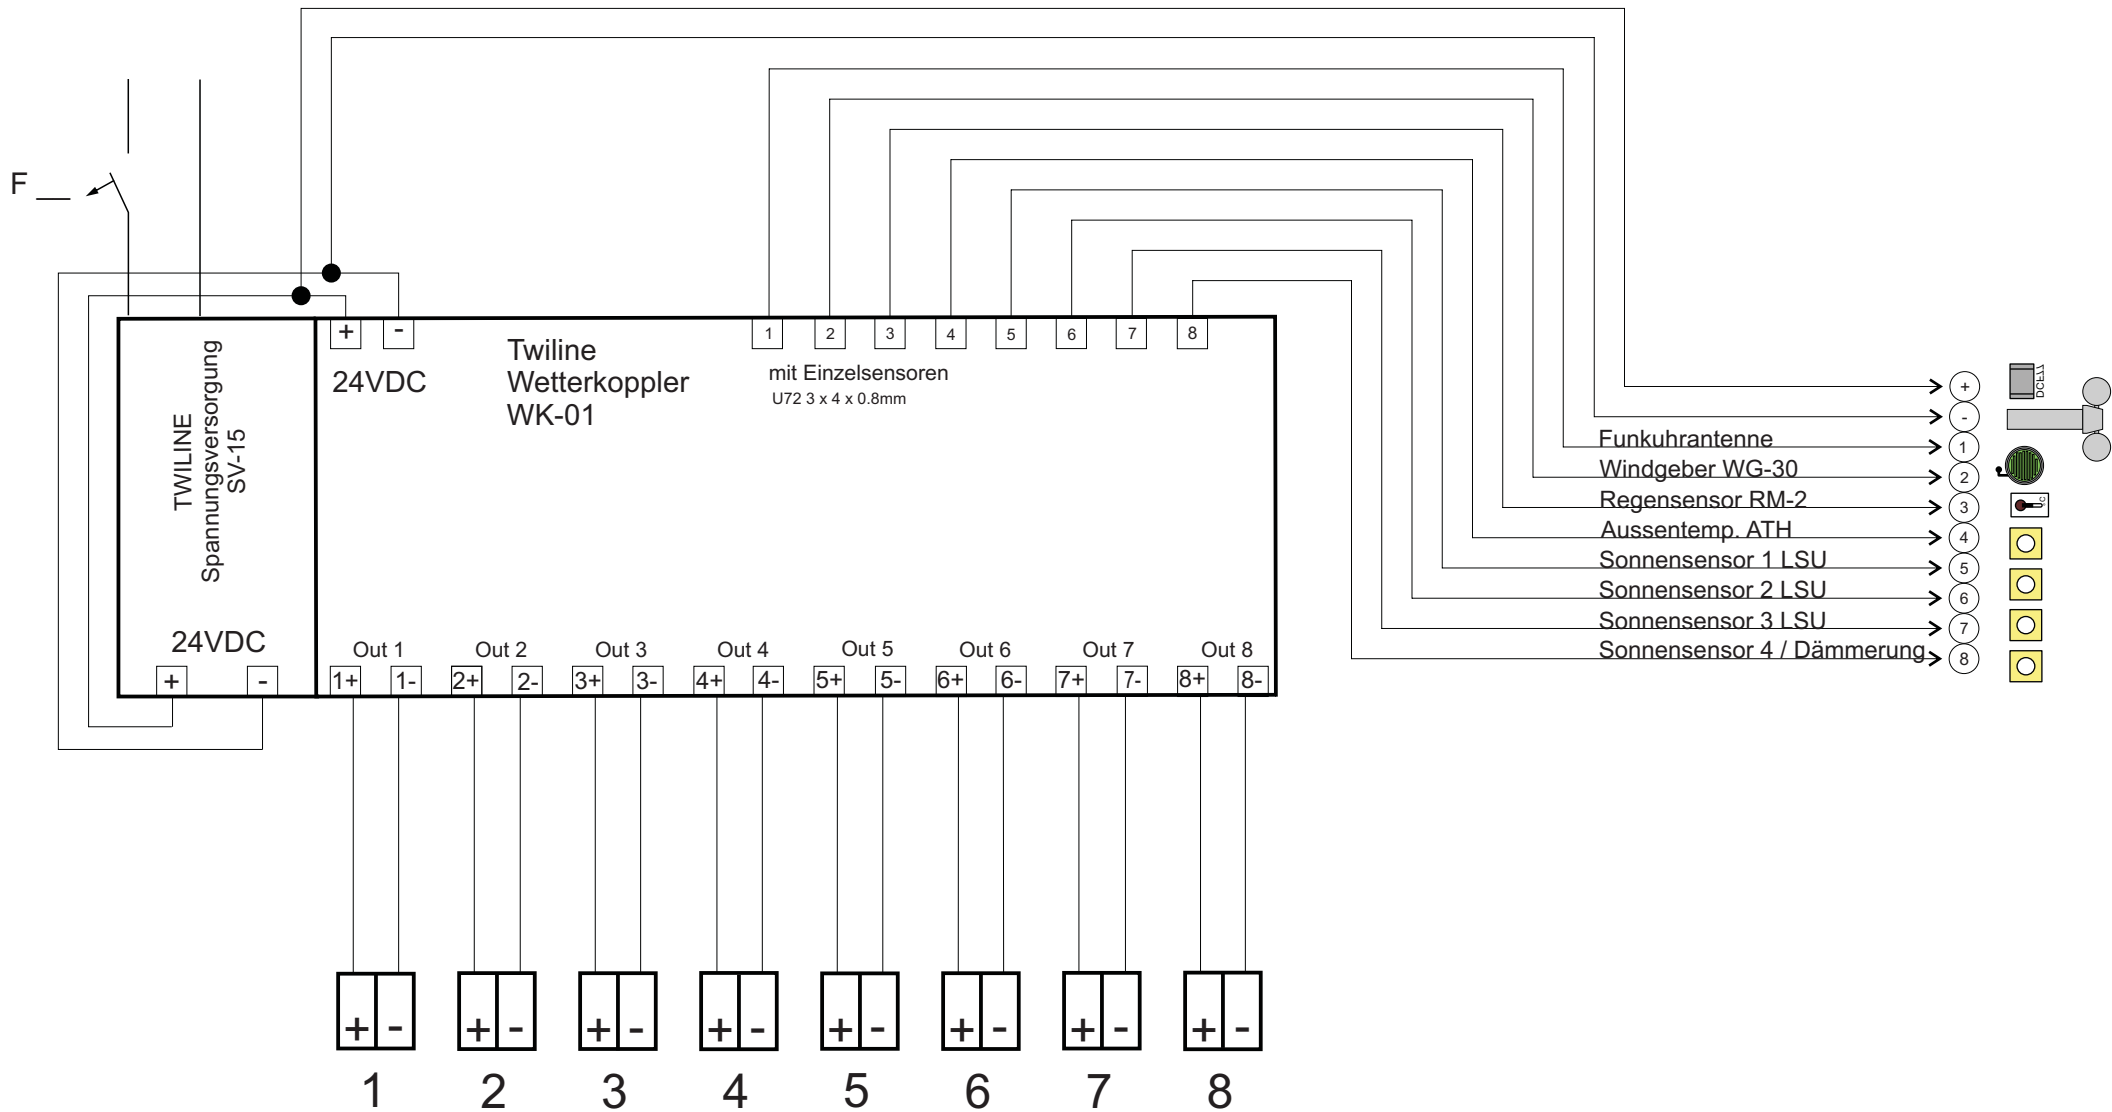 F __
+ -
24VDC
Twiline
Wetterkoppler
WK-01
1 2 3 4 5 6 7 8
mit Einzelsensoren
U72 3 x 4 x 0.8mm
TWILINE
Spannungsversorgung
SV-15
24VDC
+ -
Out 1 Out 2 Out 3 Out 4 Out 5 Out 6 Out 7 Out 8
1+ 1- 2+ 2- 3+ 3- 4+ 4- 5+ 5- 6+ 6- 7+ 7- 8+ 8-
+
-
Funkuhrantenne 1
Windgeber WG-30 2
Regensensor RM-2 3
Aussentemp. ATH 4
Sonnensensor 1 LSU 5
Sonnensensor 2 LSU 6
Sonnensensor 3 LSU 7
Sonnensensor 4 / Dämmerung 8
DCF77
°C
+ - + - + - + - + - + - + - + -
1 2 3 4 5 6 7 8